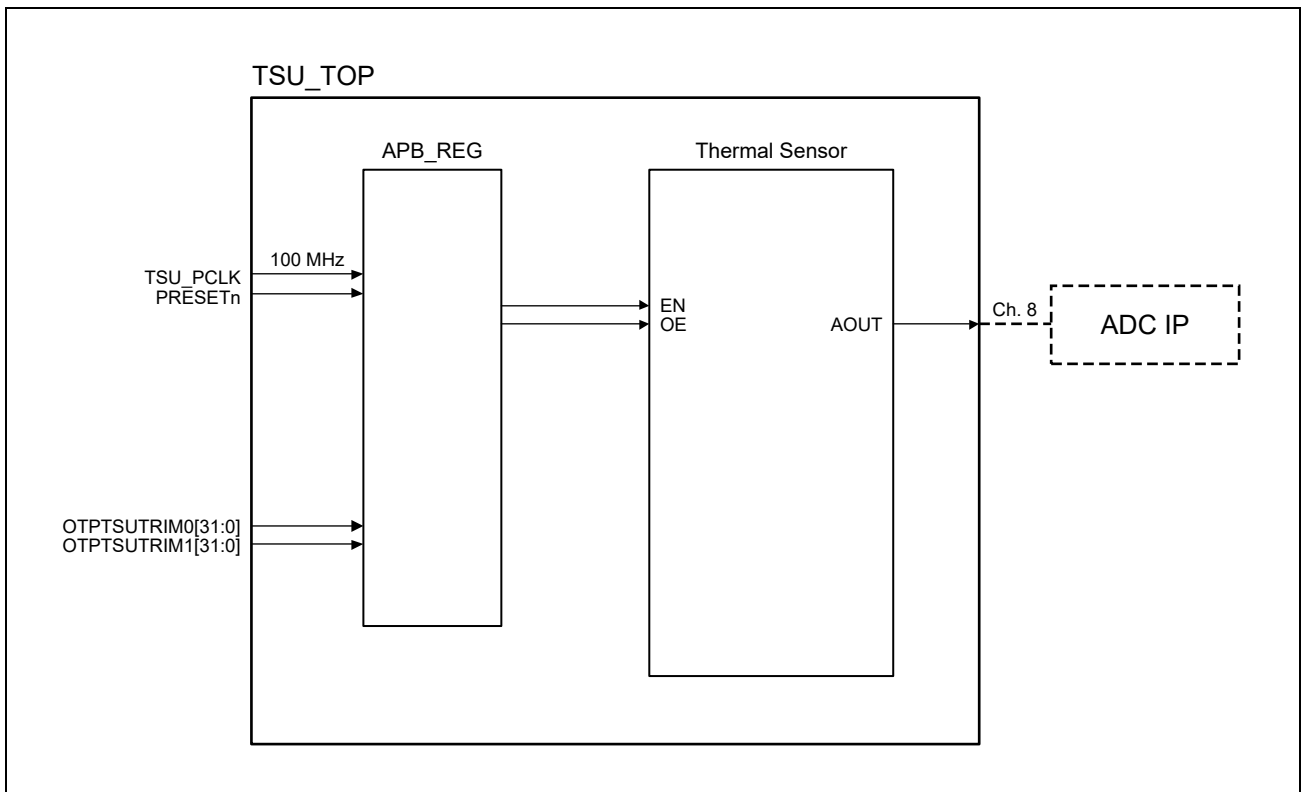 TSU_TOP
APB_REG
Thermal Sensor
100 MHz
TSU_PCLK
PRESETn
EN
OE
AOUT
Ch. 8
ADC IP
OTPTSUTRIM0[31:0]
OTPTSUTRIM1[31:0]